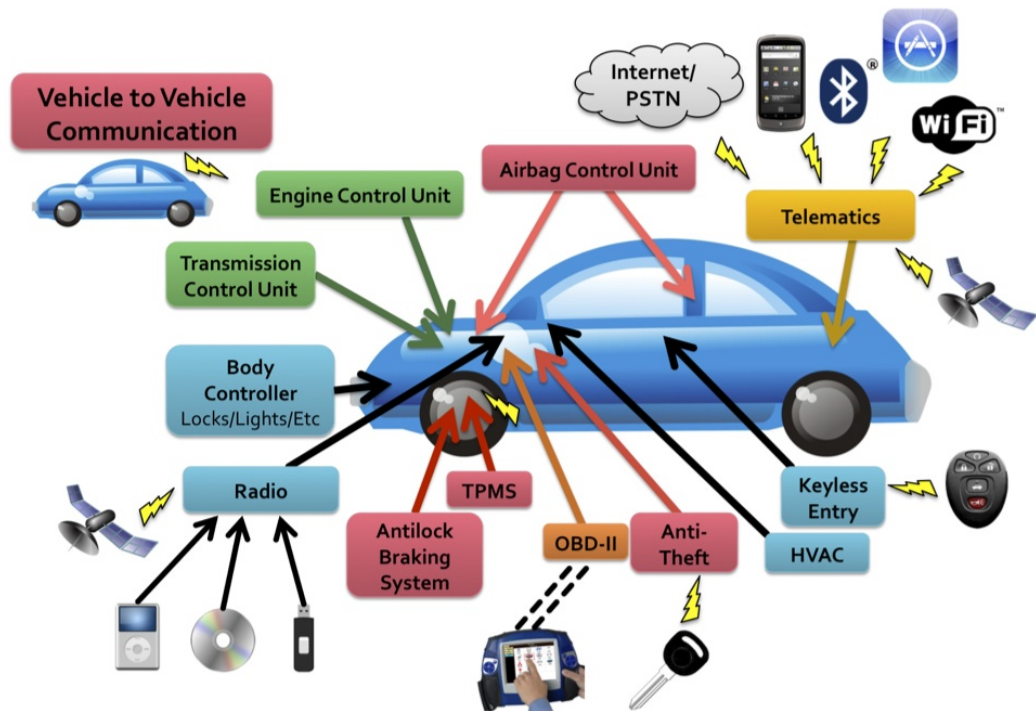 Vehicle to Vehicle
Communication
Internet/
PSTN
®
WiFi™
Engine Control Unit
Airbag Control Unit
Telematics
Transmission
Control Unit
Body
Controller
Locks/Lights/Etc
Radio
TPMS
Antilock
Braking
System
OBD-II
Anti-
Theft
Keyless
Entry
HVAC